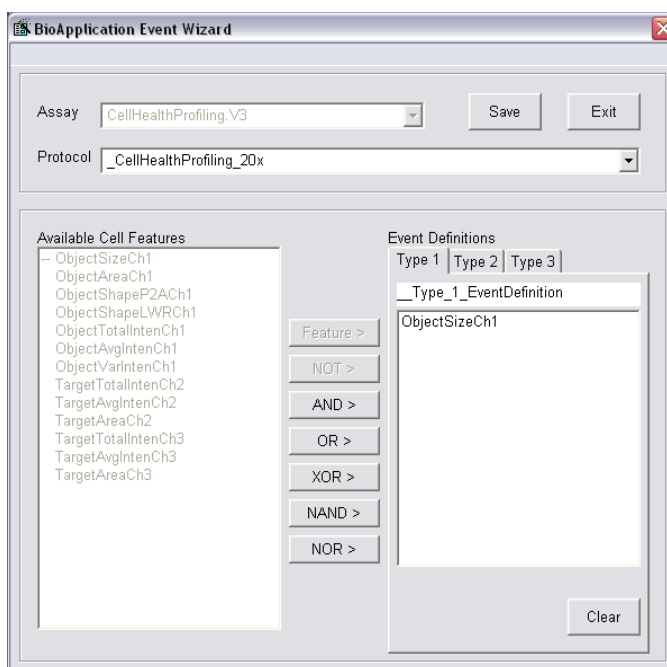 BioApplication Event Wizard
Assay
CellHealthProfiling.V3
Save
Exit
Protocol
_CellHealthProfiling_20x
Available Cell Features
-- ObjectSizeCh1
ObjectAreaCh1
ObjectShapeP2ACh1
ObjectShapeLWRCh1
ObjectTotalIntenCh1
ObjectAvgIntenCh1
ObjectVarIntenCh1
TargetTotalIntenCh2
TargetAvgIntenCh2
TargetAreaCh2
TargetTotalIntenCh3
TargetAvgIntenCh3
TargetAreaCh3
Feature >
NOT >
AND >
OR >
XOR >
NAND >
NOR >
Event Definitions
Type 1
Type 2
Type 3
__Type_1_EventDefinition
ObjectSizeCh1
Clear